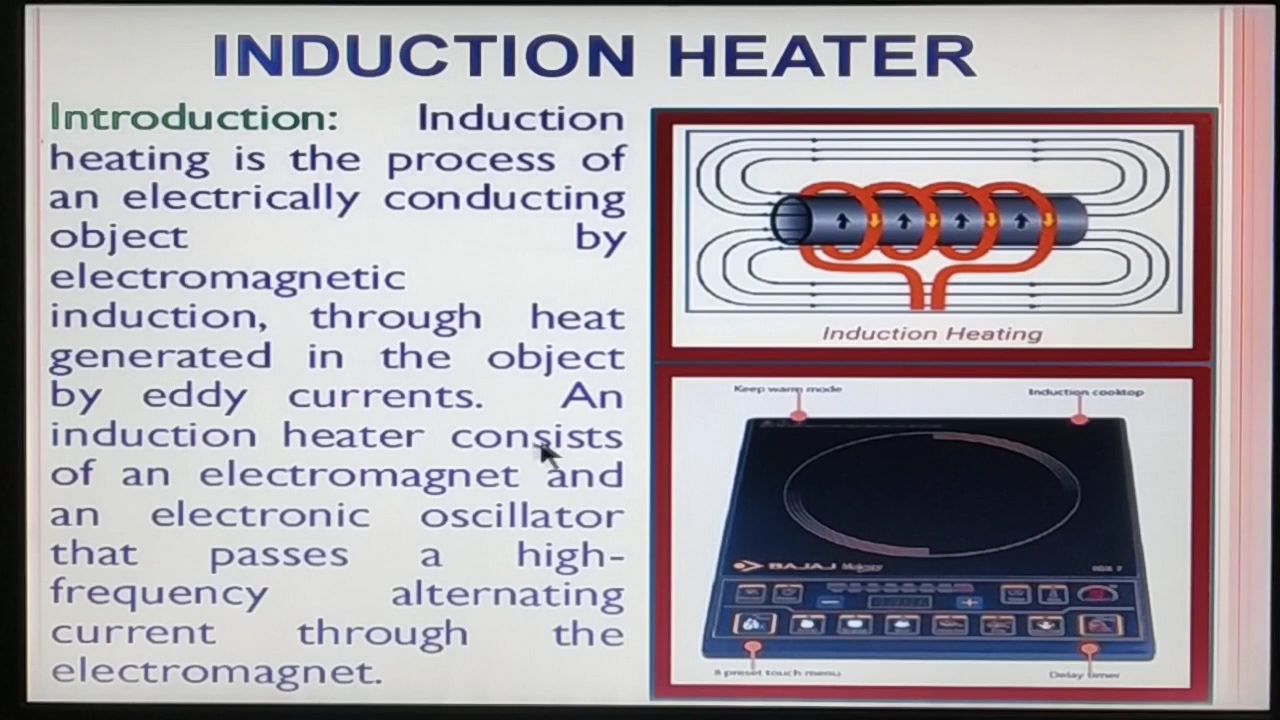 INDUCTION HEATER
Introduction: Induction
heating is the process of
an electrically conducting
object by
electromagnetic
induction, through heat
generated in the object
by eddy currents. An
induction heater consists
of an electromagnet and
an electronic oscillator
that passes a high-
frequency alternating
current through the
electromagnet.
Induction Heating
Keep warm mode
Induction cooktop
BAJAJ Majesty
8 preset touch menu
Delay timer